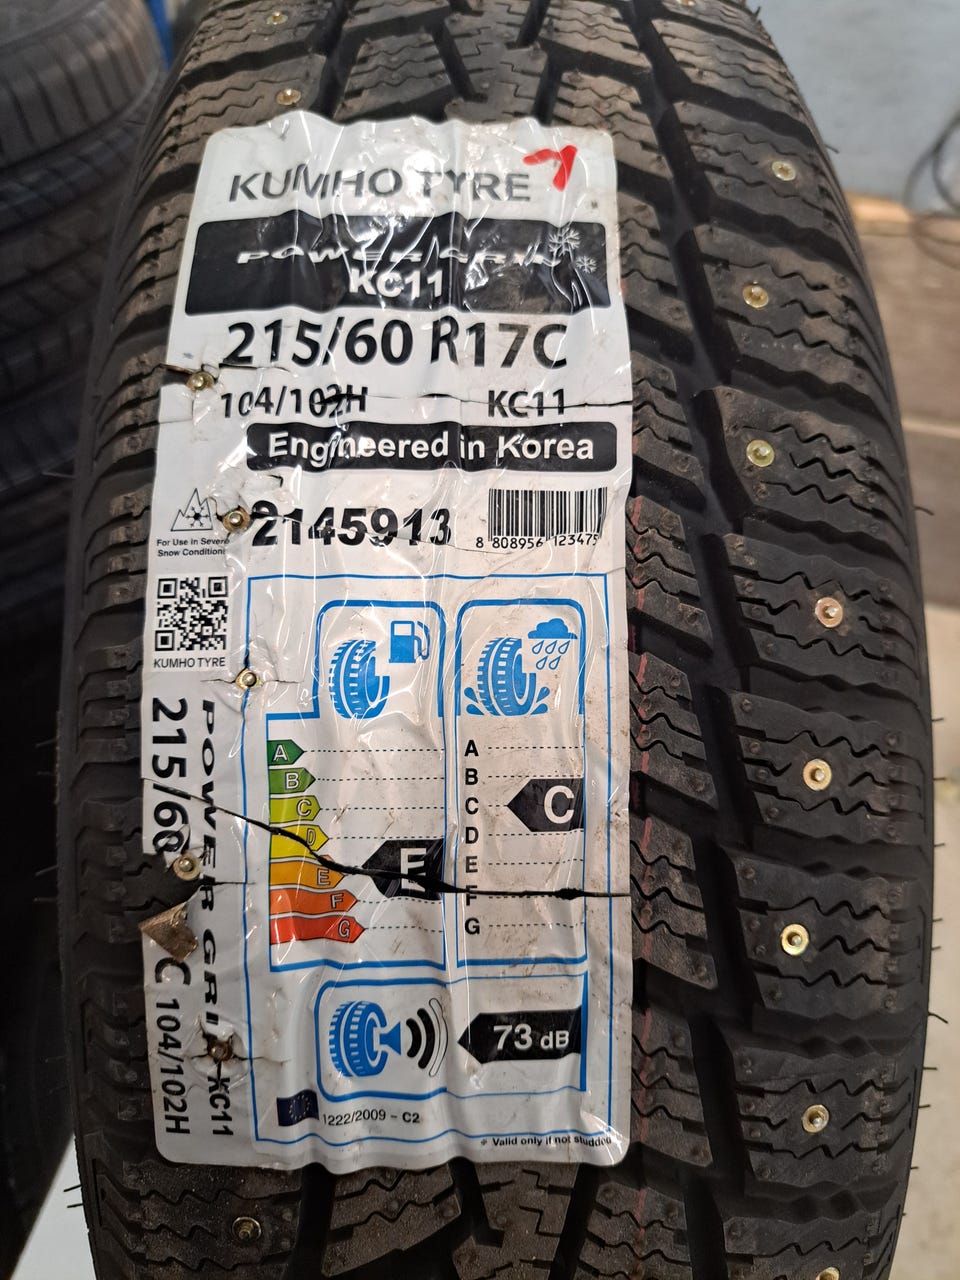 KUMHO TYRE
POWER GRIP
KC11
215/60 R17C
104/102H KC11
Engineered in Korea
2145913
8 808956 123475
For Use in Severe
Snow Conditions
KUMHO TYRE
A
B
C
D
E
F
G
E
A
B
C
D
E
F
G
C
73 dB
1222/2009 - C2
* Valid only if not studded
POWER GRIP KC11
215/60 C 104/102H